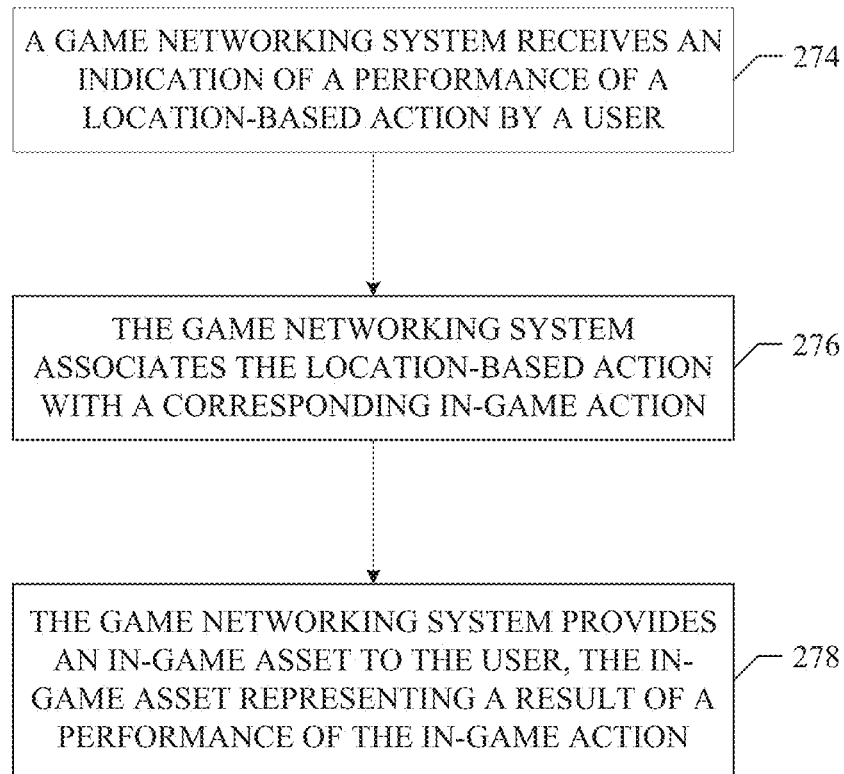 A GAME NETWORKING SYSTEM RECEIVES AN
INDICATION OF A PERFORMANCE OF A
LOCATION-BASED ACTION BY A USER
274
THE GAME NETWORKING SYSTEM
ASSOCIATES THE LOCATION-BASED ACTION
WITH A CORRESPONDING IN-GAME ACTION
276
THE GAME NETWORKING SYSTEM PROVIDES
AN IN-GAME ASSET TO THE USER, THE IN-
GAME ASSET REPRESENTING A RESULT OF A
PERFORMANCE OF THE IN-GAME ACTION
278